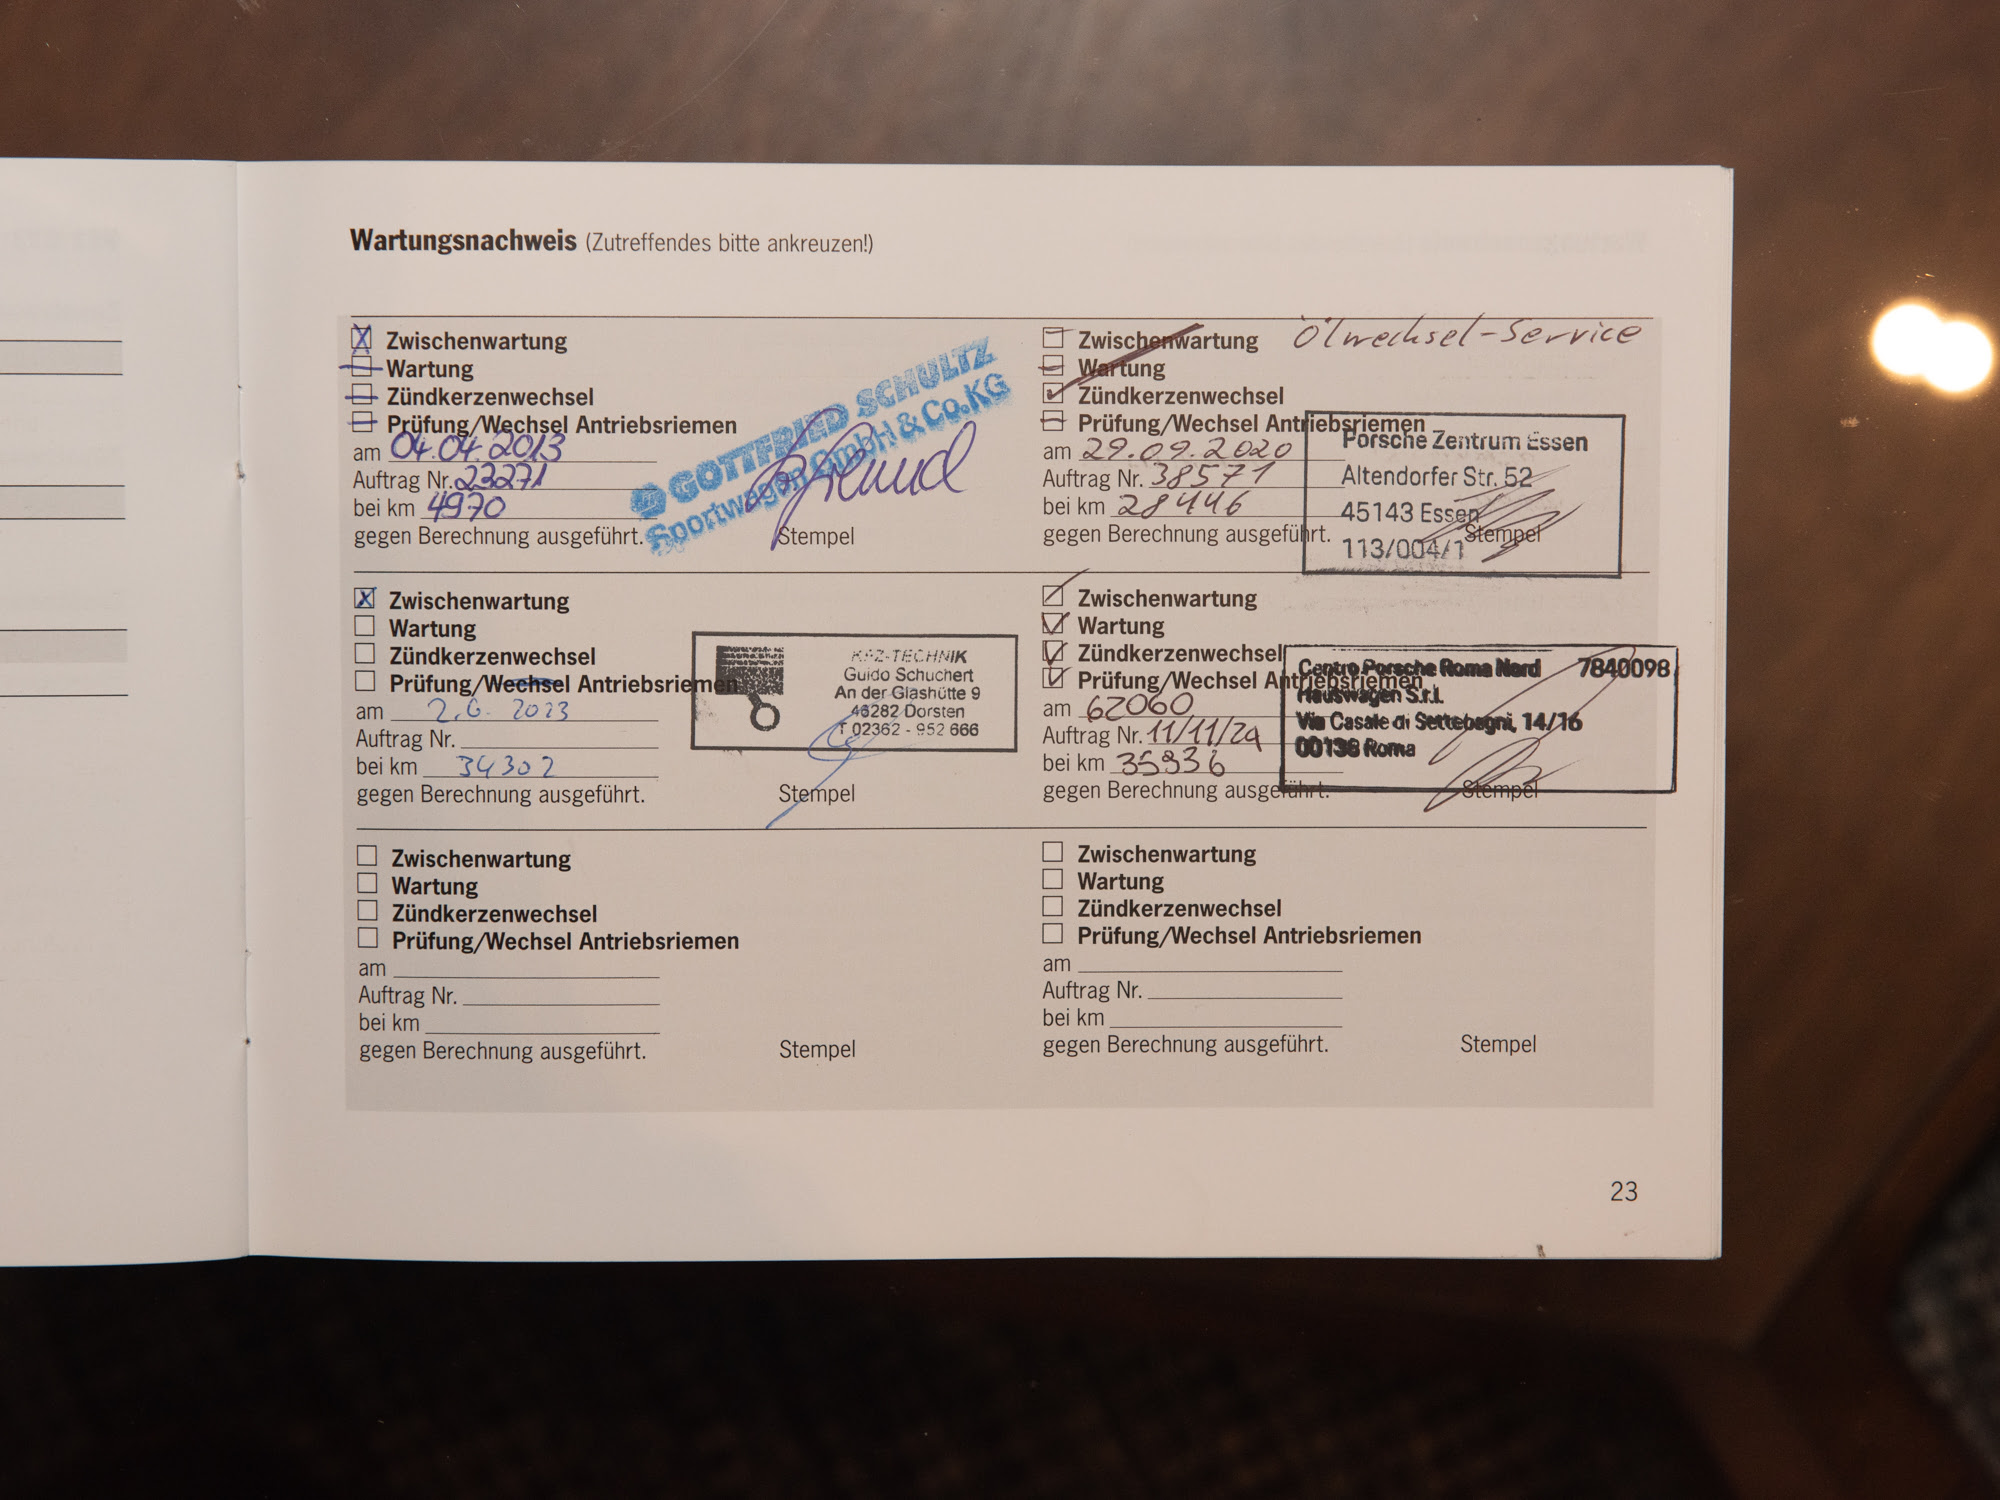 Wartungsnachweis (Zutreffendes bitte ankreuzen!)
Zwischenwartung
Wartung
Zündkerzenwechsel
Prüfung/Wechsel Antriebsriemen
am 04.04.2013
Auftrag Nr. 23271
bei km 4970
gegen Berechnung ausgeführt.
Stempel
GOTTFRIED SCHULTZ
Sportwagen GmbH & Co.KG
Zwischenwartung
Ölwechsel-Service
Wartung
Zündkerzenwechsel
Prüfung/Wechsel Antriebsriemen
am 29.09.2020
Auftrag Nr. 38571
bei km 28446
gegen Berechnung ausgeführt.
Stempel
Porsche Zentrum Essen
Altendorfer Str. 52
45143 Essen
113/004/1
Zwischenwartung
Wartung
Zündkerzenwechsel
Prüfung/Wechsel Antriebsriemen
am 2.6. 2023
Auftrag Nr.
bei km 34302
gegen Berechnung ausgeführt.
Stempel
KFZ-TECHNIK
Guido Schuchert
An der Glashütte 9
46282 Dorsten
T 02362 - 952 666
Zwischenwartung
Wartung
Zündkerzenwechsel
Prüfung/Wechsel Antriebsriemen
am 62060
Auftrag Nr. 11/11/24
bei km 35936
gegen Berechnung ausgeführt.
Stempel
Centro Porsche Roma Nord 7840098
Hauswagen S.r.l.
Via Casale di Settebagni, 14/16
00138 Roma
Zwischenwartung
Wartung
Zündkerzenwechsel
Prüfung/Wechsel Antriebsriemen
am
Auftrag Nr.
bei km
gegen Berechnung ausgeführt.
Stempel
Zwischenwartung
Wartung
Zündkerzenwechsel
Prüfung/Wechsel Antriebsriemen
am
Auftrag Nr.
bei km
gegen Berechnung ausgeführt.
Stempel
23